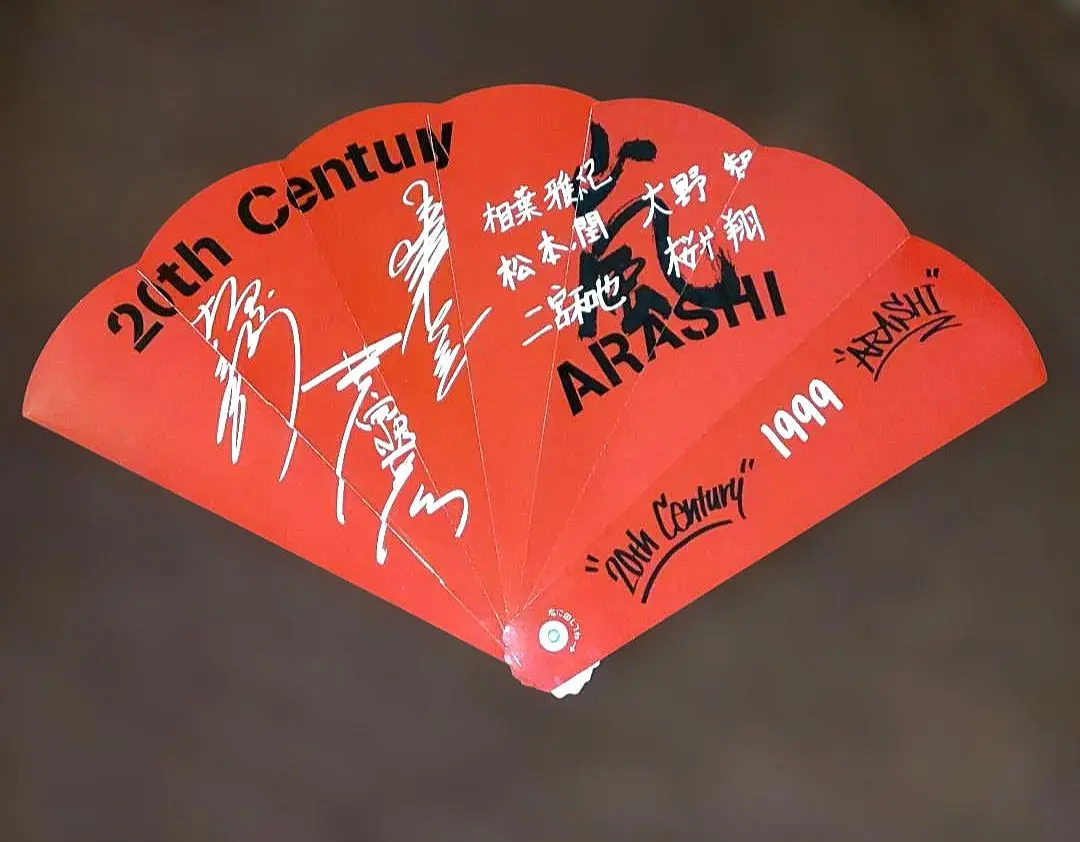 20th Century
相葉雅紀
松本潤
二宮和也
大野智
桜井翔
嵐
ARASHI
"20th Century"
1999
"ARASHI"